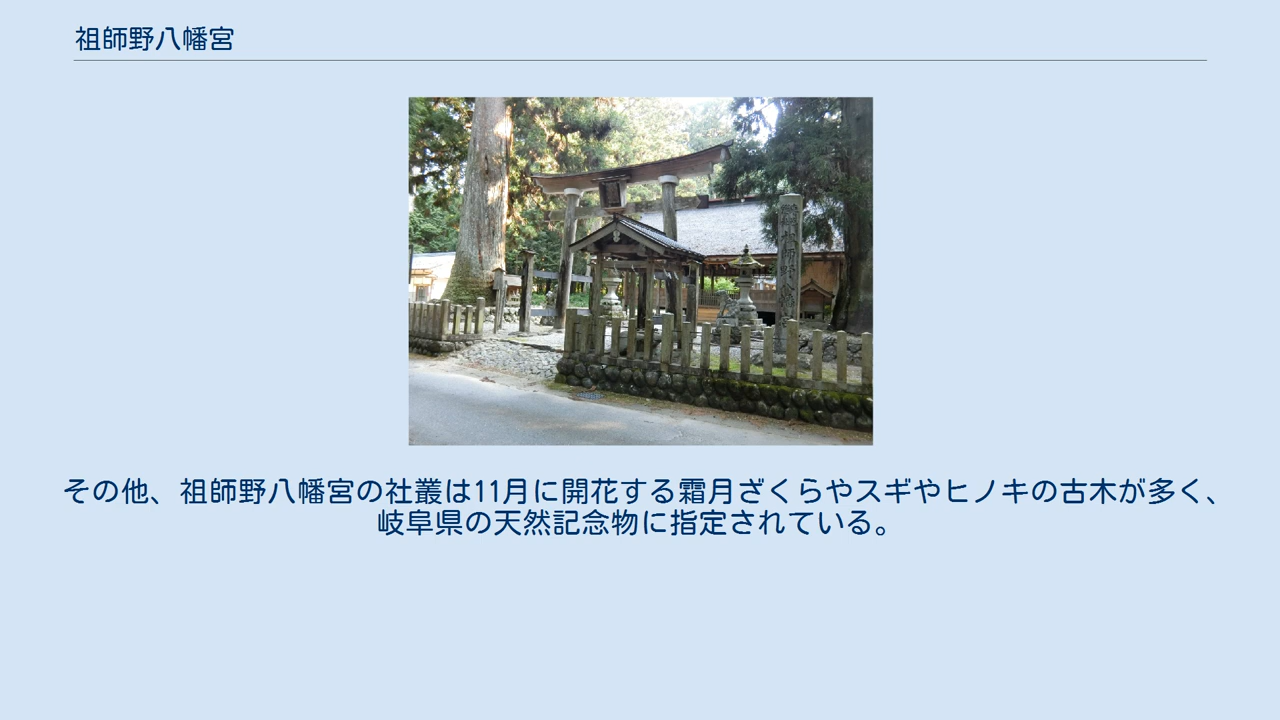 祖師野八幡宮
その他、祖師野八幡宮の社叢は11月に開花する霜月ざくらやスギやヒノキの古木が多く、
岐阜県の天然記念物に指定されている。